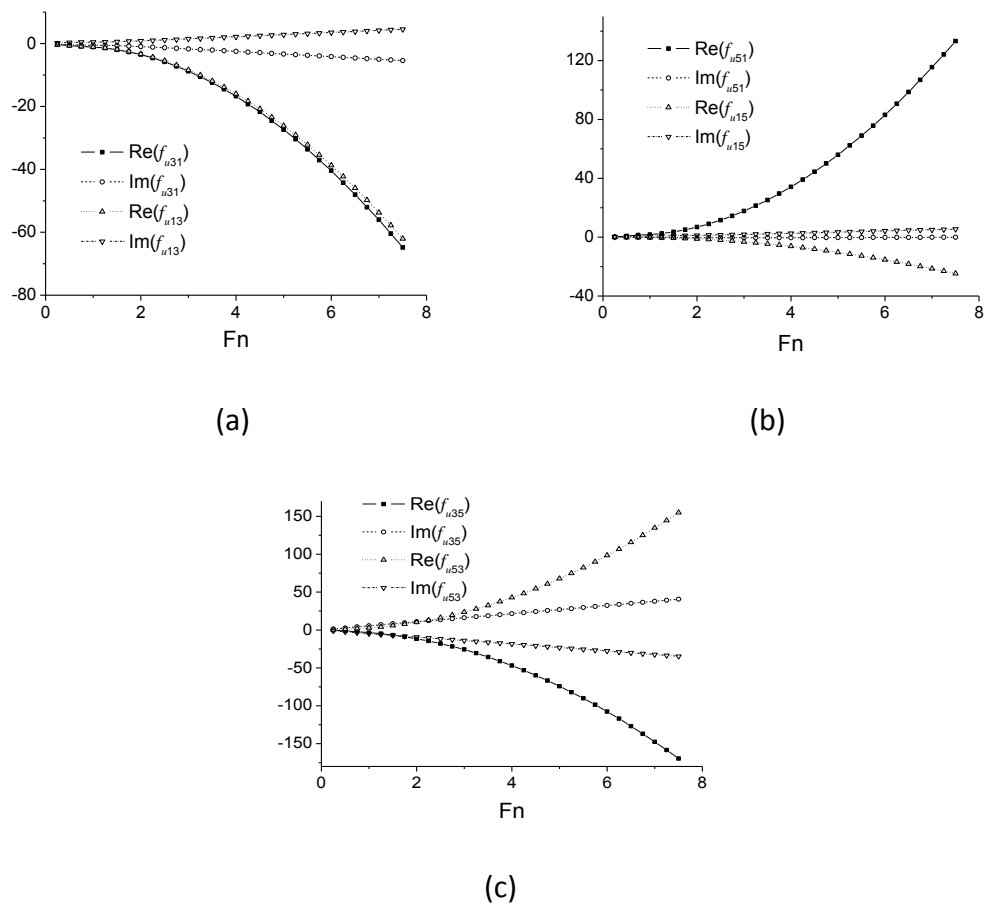 0
-20
-40
-60
-80
0 2 4 6 8
Fn
Re(fu31)
Im(fu31)
Re(fu13)
Im(fu13)
(a)
120
80
40
0
-40
0 2 4 6 8
Fn
Re(fu51)
Im(fu51)
Re(fu15)
Im(fu15)
(b)
150
100
50
0
-50
-100
-150
0 2 4 6 8
Fn
Re(fu35)
Im(fu35)
Re(fu53)
Im(fu53)
(c)